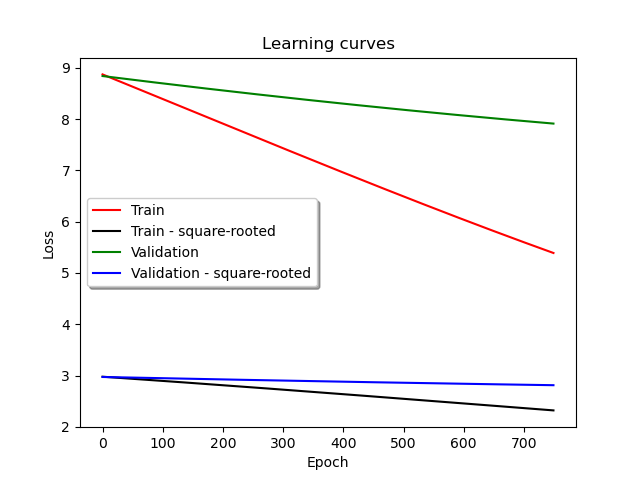 Learning curves
9
8
7
6
5
4
3
2
Loss
Train
Train - square-rooted
Validation
Validation - square-rooted
0 100 200 300 400 500 600 700
Epoch